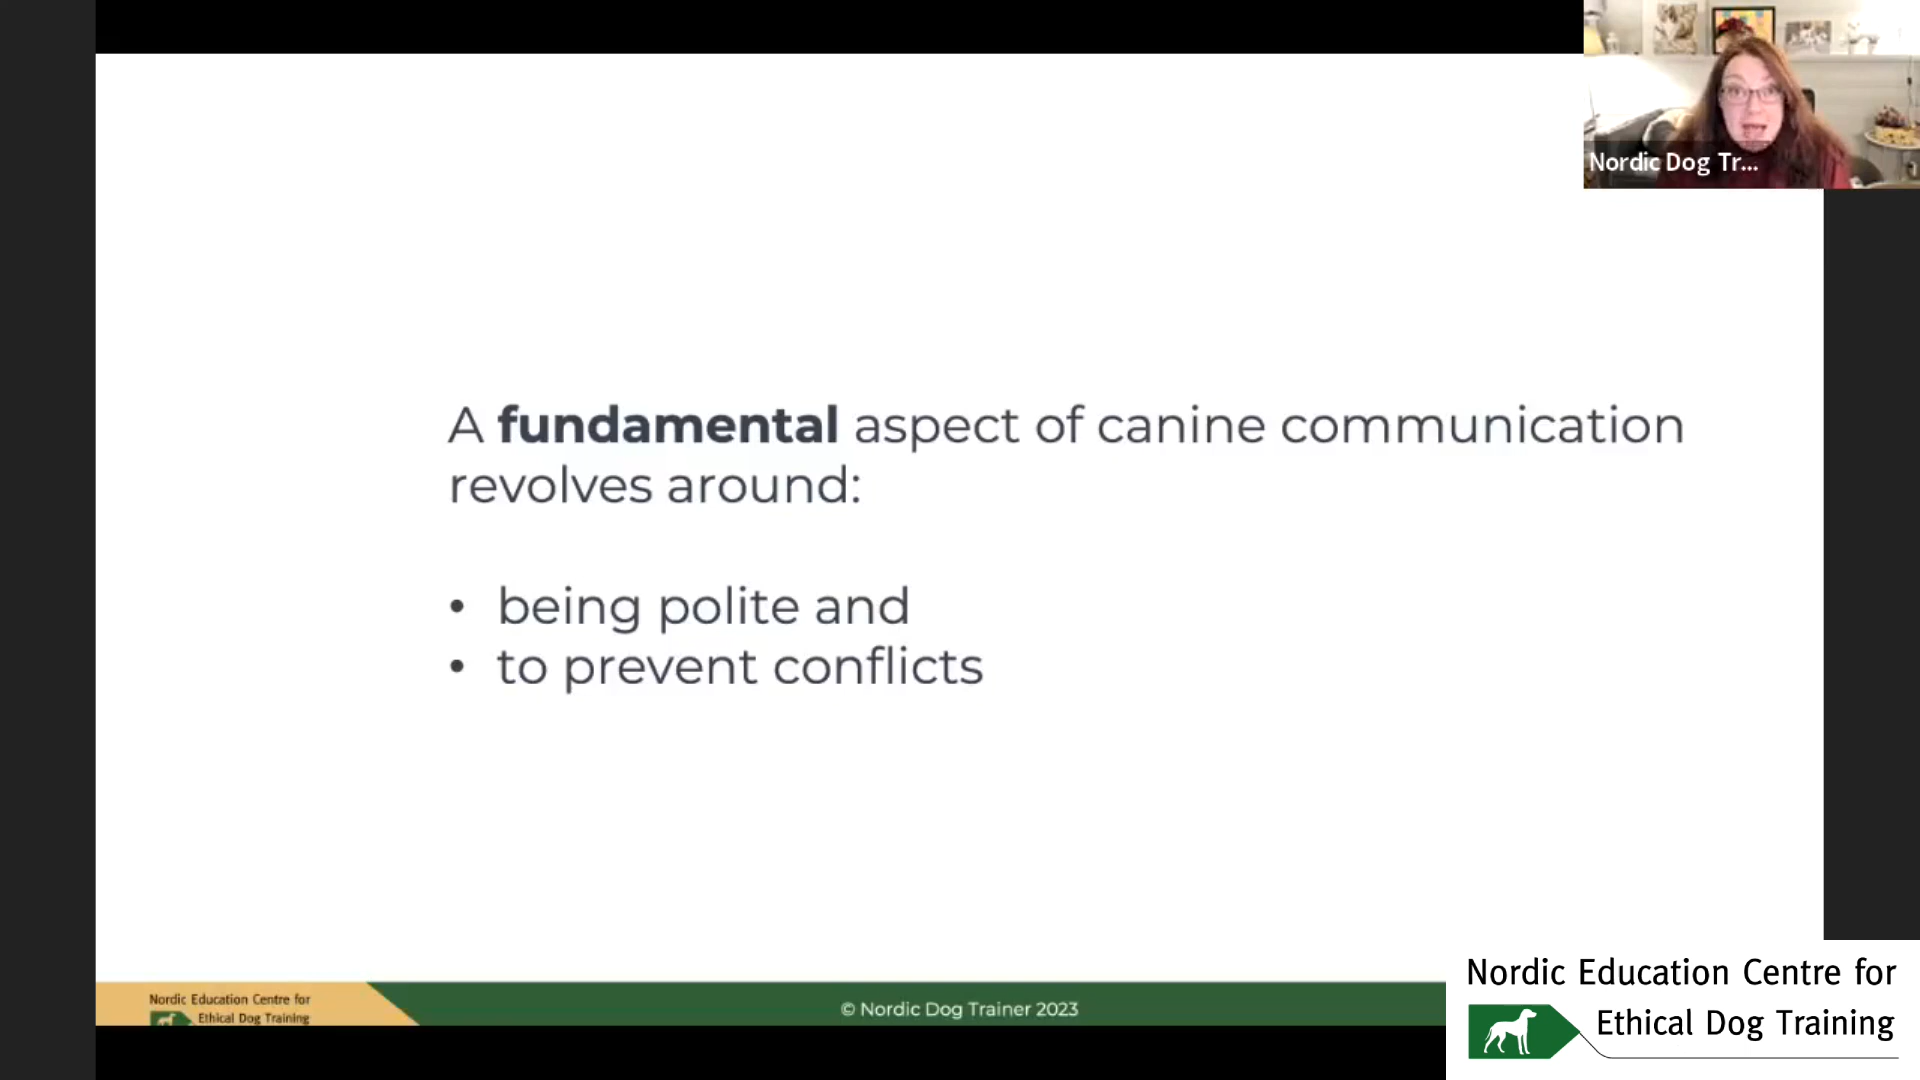 Nordic Dog Tr...
A fundamental aspect of canine communication
revolves around:
• being polite and
• to prevent conflicts
Nordic Education Centre for
Ethical Dog Training
© Nordic Dog Trainer 2023
Nordic Education Centre for
Ethical Dog Training